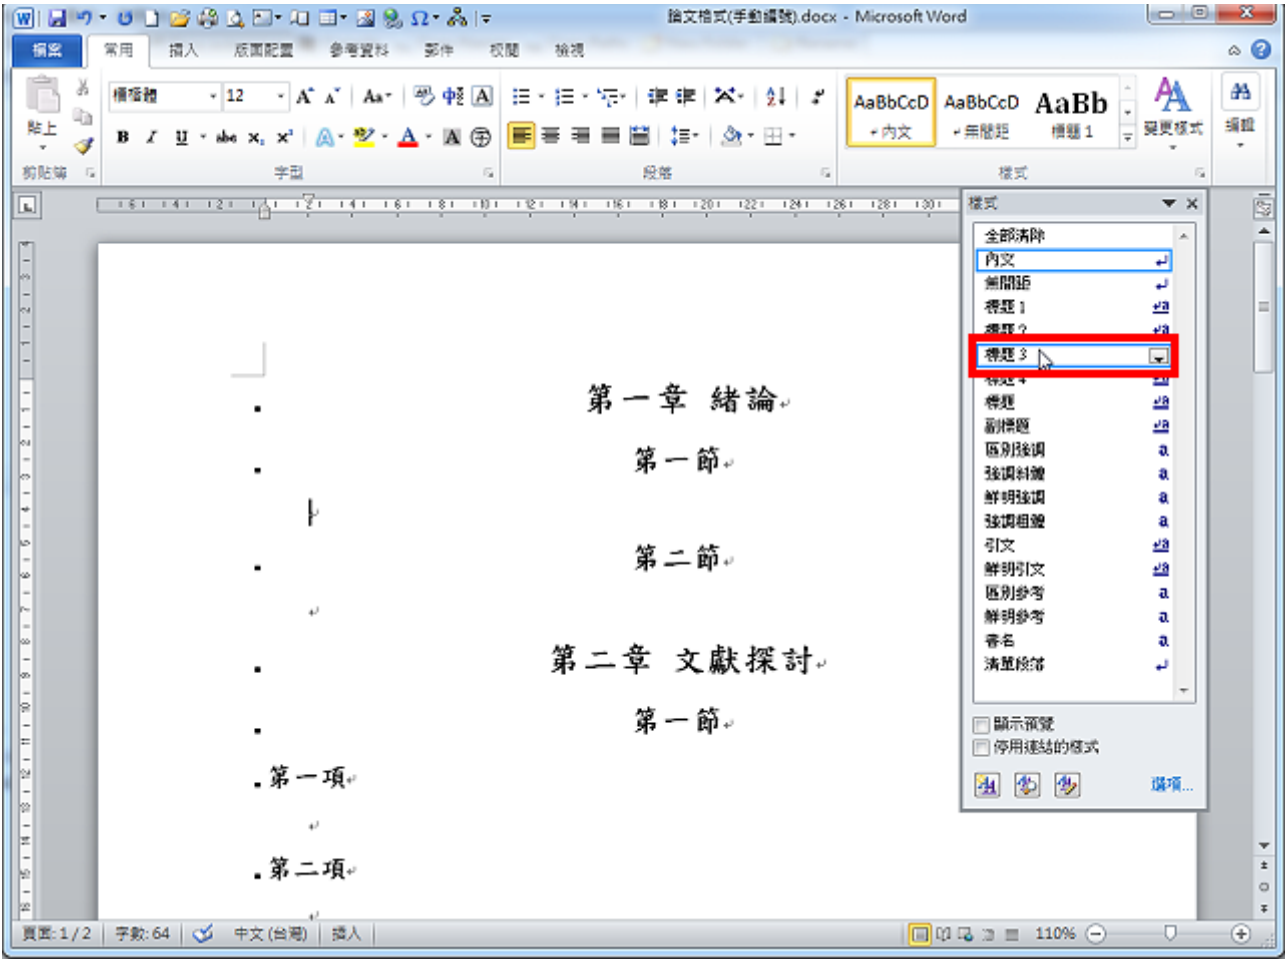 論文格式(手動編號).docx - Microsoft Word
檔案 常用 插入 版面配置 參考資料 郵件 校閱 檢視
標楷體 12
貼上
B I U abc x₂ x² A A A 字
AaBbCcD AaBbCcD AaBb
內文 無間距 標題 1
變更樣式 編輯
剪貼簿 字型 段落 樣式
樣式
全部清除
內文
無間距
標題 1
標題 2
標題 3
標題 4
標題
副標題
區別強調
強調斜體
鮮明強調
強調粗體
引文
鮮明引文
區別參考
鮮明參考
書名
清單段落
顯示預覽
停用連結的樣式
選項...
第一章 緒論
第一節
第二節
第二章 文獻探討
第一節
第一項
第二項
頁面: 1 / 2 字數: 64 中文 (台灣) 插入 110%